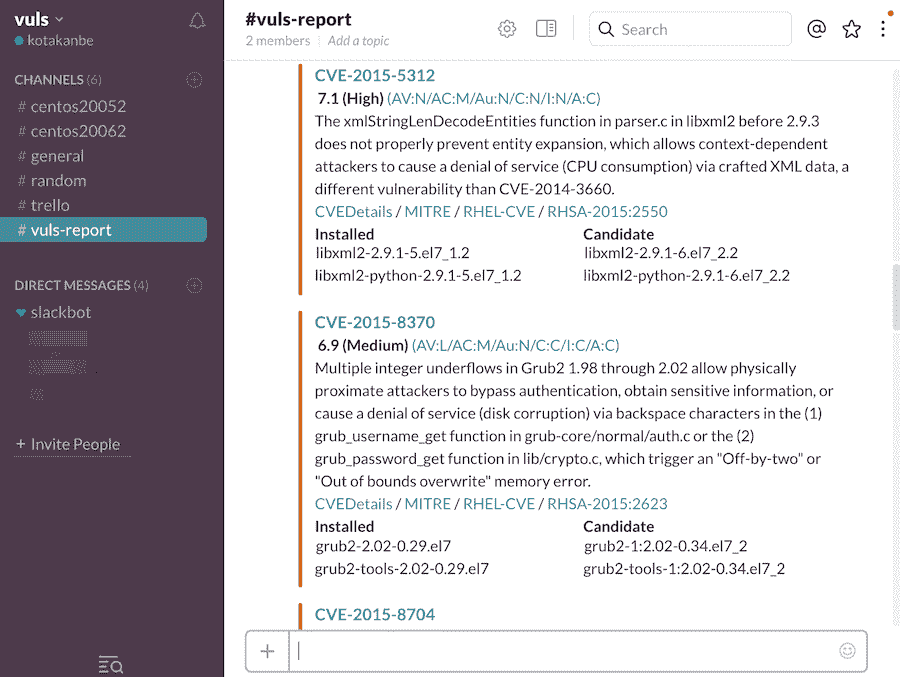 vuls
kotakanbe
CHANNELS (6)
# centos20052
# centos20062
# general
# random
# trello
# vuls-report
DIRECT MESSAGES (4)
slackbot
+ Invite People
#vuls-report
2 members | Add a topic
Search
CVE-2015-5312
7.1 (High) (AV:N/AC:M/Au:N/C:N/I:N/A:C)
The xmlStringLenDecodeEntities function in parser.c in libxml2 before 2.9.3
does not properly prevent entity expansion, which allows context-dependent
attackers to cause a denial of service (CPU consumption) via crafted XML data, a
different vulnerability than CVE-2014-3660.
CVEDetails / MITRE / RHEL-CVE / RHSA-2015:2550
Installed Candidate
libxml2-2.9.1-5.el7_1.2 libxml2-2.9.1-6.el7_2.2
libxml2-python-2.9.1-5.el7_1.2 libxml2-python-2.9.1-6.el7_2.2
CVE-2015-8370
6.9 (Medium) (AV:L/AC:M/Au:N/C:C/I:C/A:C)
Multiple integer underflows in Grub2 1.98 through 2.02 allow physically
proximate attackers to bypass authentication, obtain sensitive information, or
cause a denial of service (disk corruption) via backspace characters in the (1)
grub_username_get function in grub-core/normal/auth.c or the (2)
grub_password_get function in lib/crypto.c, which trigger an "Off-by-two" or
"Out of bounds overwrite" memory error.
CVEDetails / MITRE / RHEL-CVE / RHSA-2015:2623
Installed Candidate
grub2-2.02-0.29.el7 grub2-1:2.02-0.34.el7_2
grub2-tools-2.02-0.29.el7 grub2-tools-1:2.02-0.34.el7_2
CVE-2015-8704